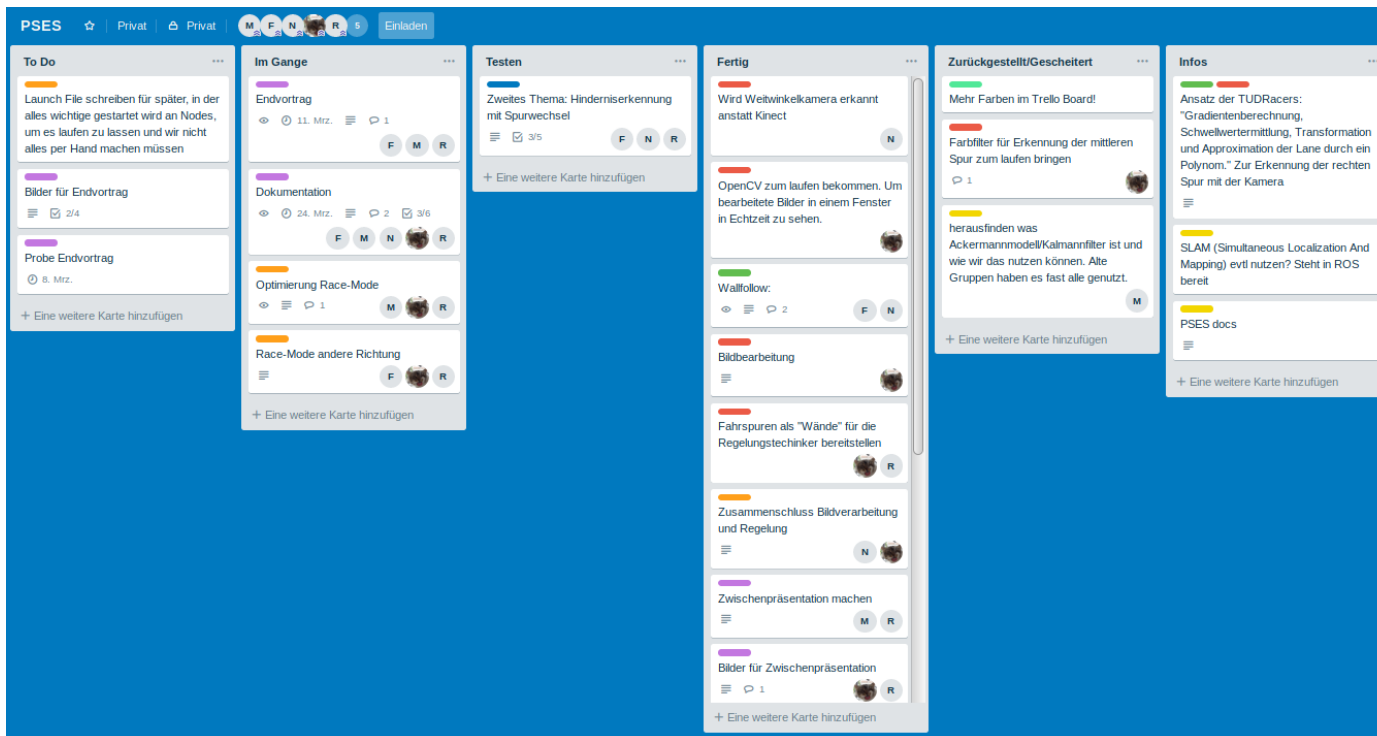 PSES
Privat
Privat
M F N R 5
Einladen
To Do
Launch File schreiben für später, in der
alles wichtige gestartet wird an Nodes,
um es laufen zu lassen und wir nicht
alles per Hand machen müssen
Bilder für Endvortrag
2/4
Probe Endvortrag
8. Mrz.
+ Eine weitere Karte hinzufügen
Im Gange
Endvortrag
11. Mrz. 1
F M R
Dokumentation
24. Mrz. 2 3/6
F M N R
Optimierung Race-Mode
1
M R
Race-Mode andere Richtung
F R
+ Eine weitere Karte hinzufügen
Testen
Zweites Thema: Hinderniserkennung
mit Spurwechsel
3/5
F N R
+ Eine weitere Karte hinzufügen
Fertig
Wird Weitwinkelkamera erkannt
anstatt Kinect
N
OpenCV zum laufen bekommen. Um
bearbeitete Bilder in einem Fenster
in Echtzeit zu sehen.
Wallfollow:
2
F N
Bildbearbeitung
Fahrspuren als "Wände" für die
Regelungstechinker bereitstellen
R
Zusammenschluss Bildverarbeitung
und Regelung
N
Zwischenpräsentation machen
M R
Bilder für Zwischenpräsentation
1
R
+ Eine weitere Karte hinzufügen
Zurückgestellt/Gescheitert
Mehr Farben im Trello Board!
Farbfilter für Erkennung der mittleren
Spur zum laufen bringen
1
herausfinden was
Ackermannmodell/Kalmannfilter ist und
wie wir das nutzen können. Alte
Gruppen haben es fast alle genutzt.
M
+ Eine weitere Karte hinzufügen
Infos
Ansatz der TUDRacers:
"Gradientenberechnung,
Schwellwertermittlung, Transformation
und Approximation der Lane durch ein
Polynom." Zur Erkennung der rechten
Spur mit der Kamera
SLAM (Simultaneous Localization And
Mapping) evtl nutzen? Steht in ROS
bereit
PSES docs
+ Eine weitere Karte hinzufügen